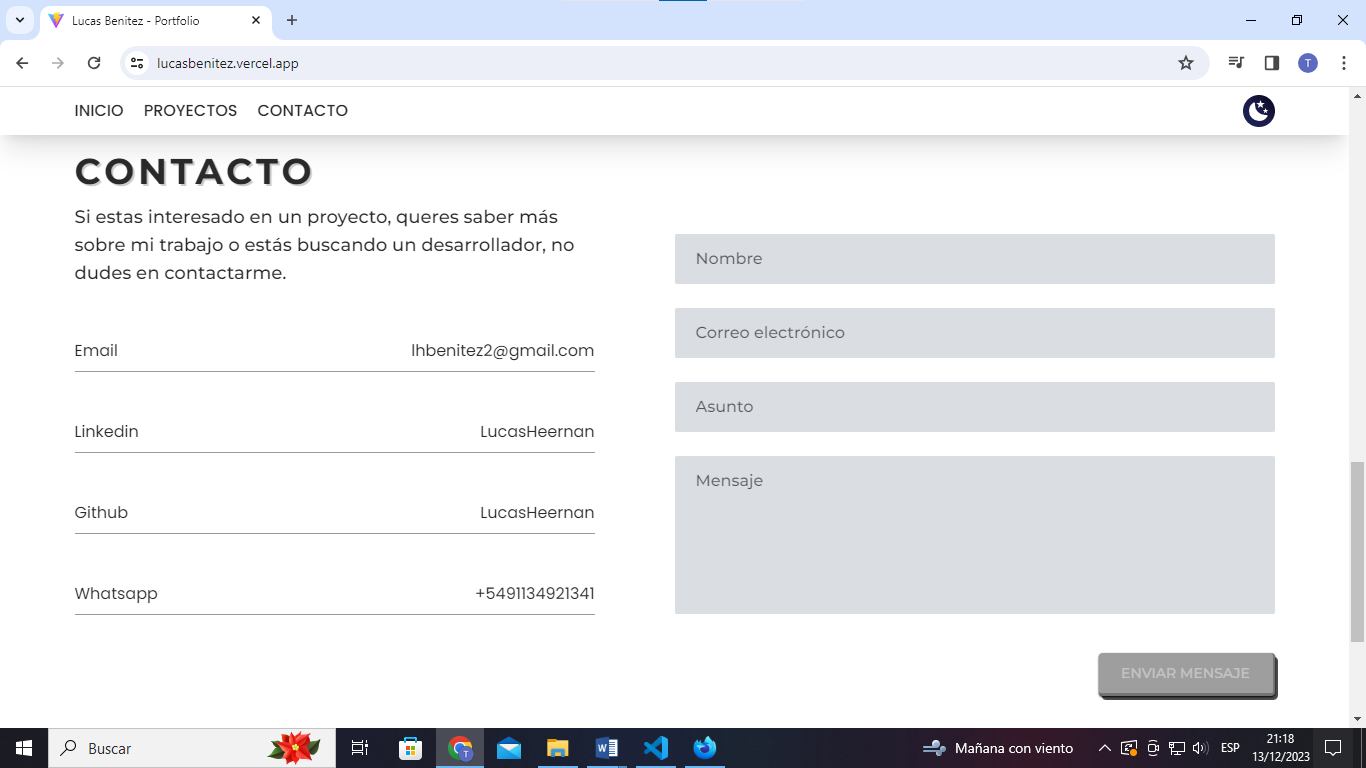 Lucas Benitez - Portfolio
lucasbenitez.vercel.app
T
INICIO PROYECTOS CONTACTO
CONTACTO
Si estas interesado en un proyecto, queres saber más
sobre mi trabajo o estás buscando un desarrollador, no
dudes en contactarme.
Email lhbenitez2@gmail.com
Linkedin LucasHeernan
Github LucasHeernan
Whatsapp +5491134921341
Nombre
Correo electrónico
Asunto
Mensaje
ENVIAR MENSAJE
Buscar
Mañana con viento
ESP
21:18
13/12/2023